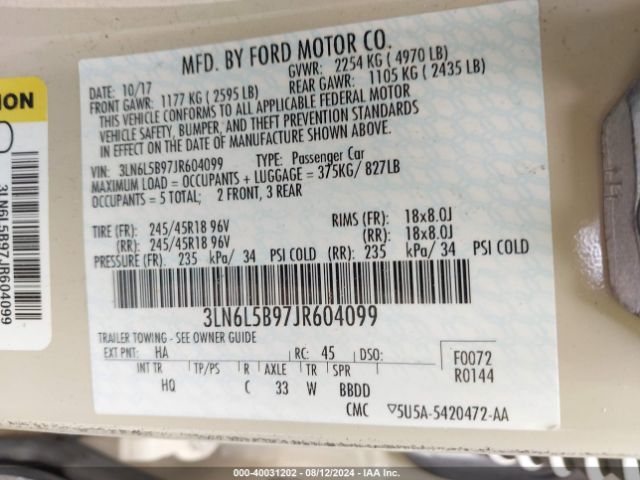 MFD. BY FORD MOTOR CO.
DATE: 10/17 GVWR: 2254 KG ( 4970 LB)
FRONT GAWR: 1177 KG ( 2595 LB) REAR GAWR: 1105 KG ( 2435 LB)
THIS VEHICLE CONFORMS TO ALL APPLICABLE FEDERAL MOTOR
VEHICLE SAFETY, BUMPER, AND THEFT PREVENTION STANDARDS
IN EFFECT ON THE DATE OF MANUFACTURE SHOWN ABOVE.
VIN: 3LN6L5B97JR604099 TYPE: Passenger Car
MAXIMUM LOAD = OCCUPANTS + LUGGAGE = 375KG/ 827LB
OCCUPANTS = 5 TOTAL; 2 FRONT, 3 REAR
TIRE (FR): 245/45R18 96V RIMS (FR): 18x8.0J
(RR): 245/45R18 96V (RR): 18x8.0J
PRESSURE (FR): 235 kPa/ 34 PSI COLD (RR): 235 kPa/ 34 PSI COLD
3LN6L5B97JR604099
TRAILER TOWING - SEE OWNER GUIDE
EXT PNT: HA RC: 45 DSO: F0072
INT TR TP/PS R AXLE TR SPR R0144
HQ C 33 W BBDD
CMC 5U5A-5420472-AA
ION
3LN6L5B97JR604099
000-40031202 - 08/12/2024 - IAA Inc.